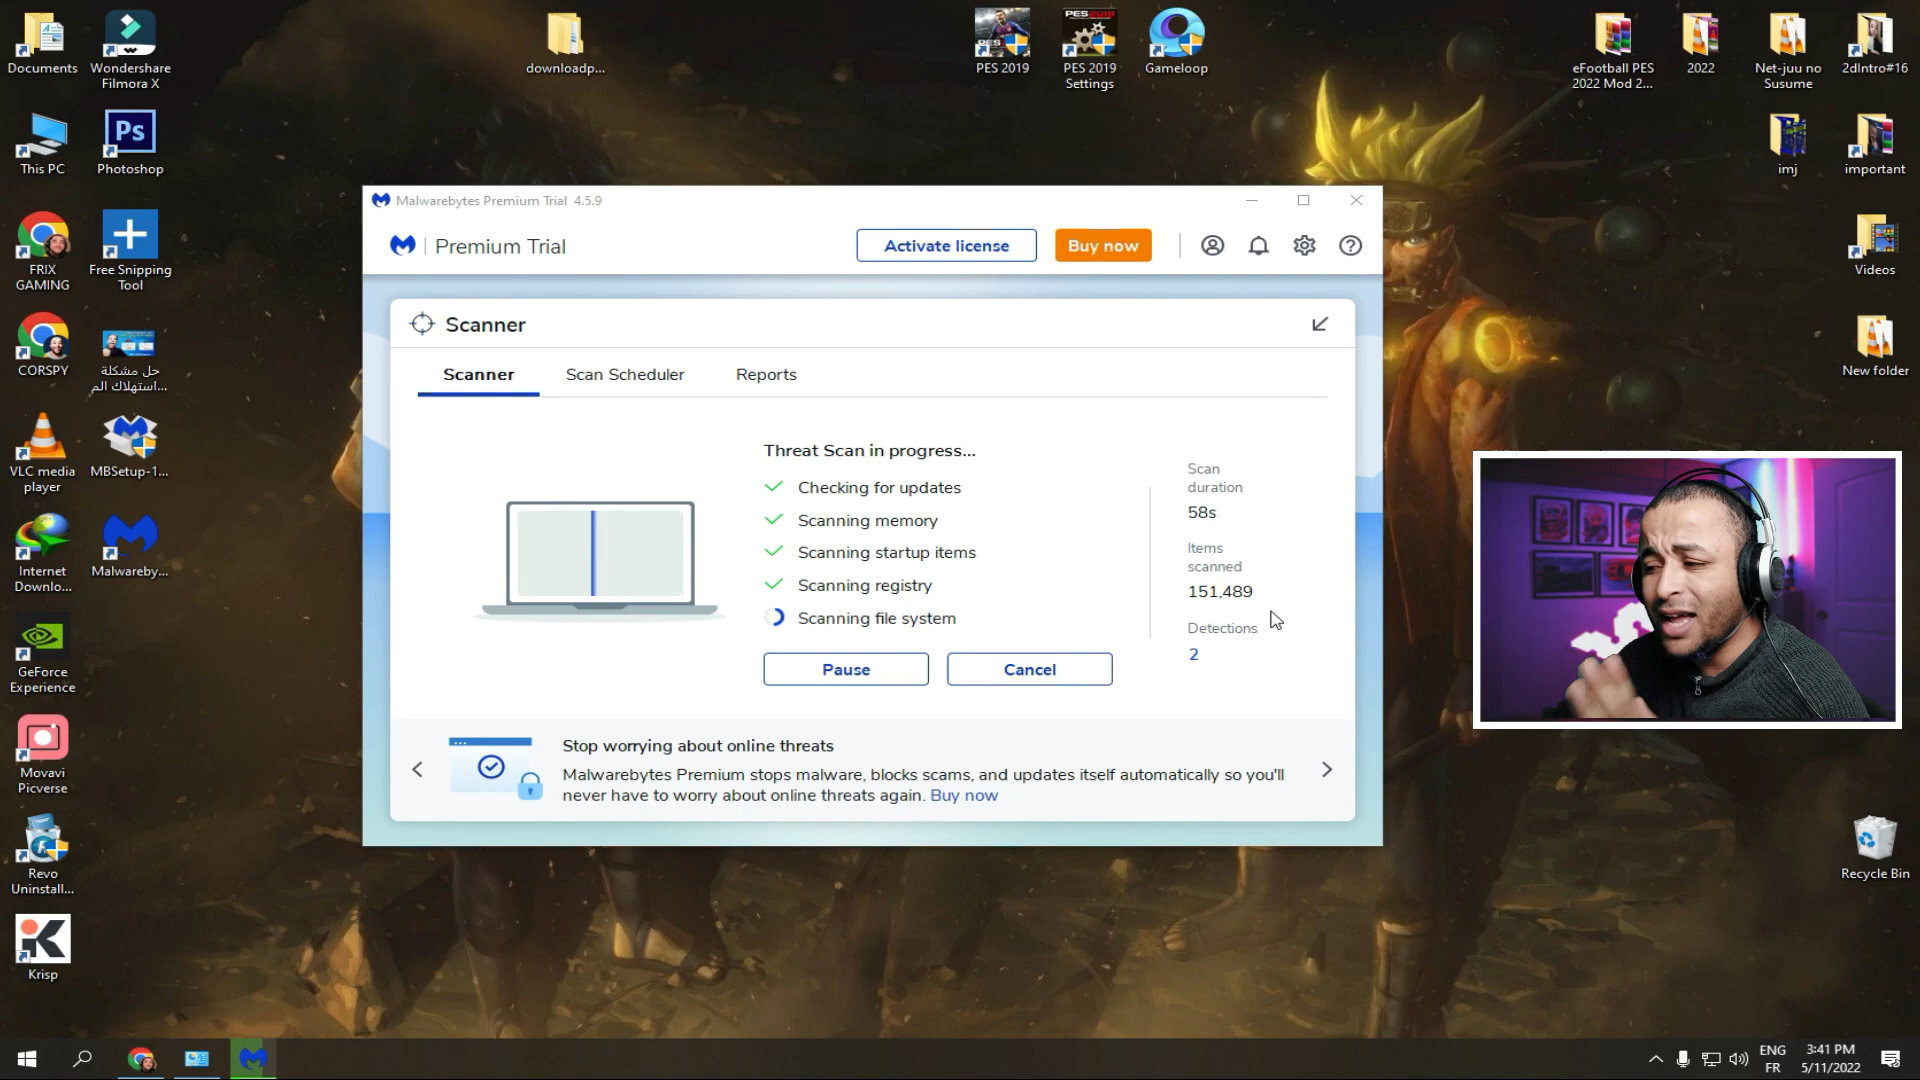 Documents
Wondershare
Filmora X
downloadp...
PES 2019
PES 2019
Settings
Gameloop
eFootball PES
2022 Mod 2...
2022
Net-juu no
Susume
2dIntro#16
This PC
Ps
Photoshop
imj
important
FRIX
GAMING
Free Snipping
Tool
Videos
CORSPY
حل مشكلة
استهلاك الم...
New folder
VLC media
player
MBSetup-1...
Internet
Downlo...
Malwareby...
GeForce
Experience
Movavi
Picverse
Revo
Uninstall...
Krisp
Recycle Bin
Malwarebytes Premium Trial 4.5.9
Premium Trial
Activate license
Buy now
Scanner
Scanner
Scan Scheduler
Reports
Threat Scan in progress...
Checking for updates
Scanning memory
Scanning startup items
Scanning registry
Scanning file system
Pause
Cancel
Scan
duration
58s
Items
scanned
151,489
Detections
2
Stop worrying about online threats
Malwarebytes Premium stops malware, blocks scams, and updates itself automatically so you'll
never have to worry about online threats again. Buy now
ENG
FR
3:41 PM
5/11/2022